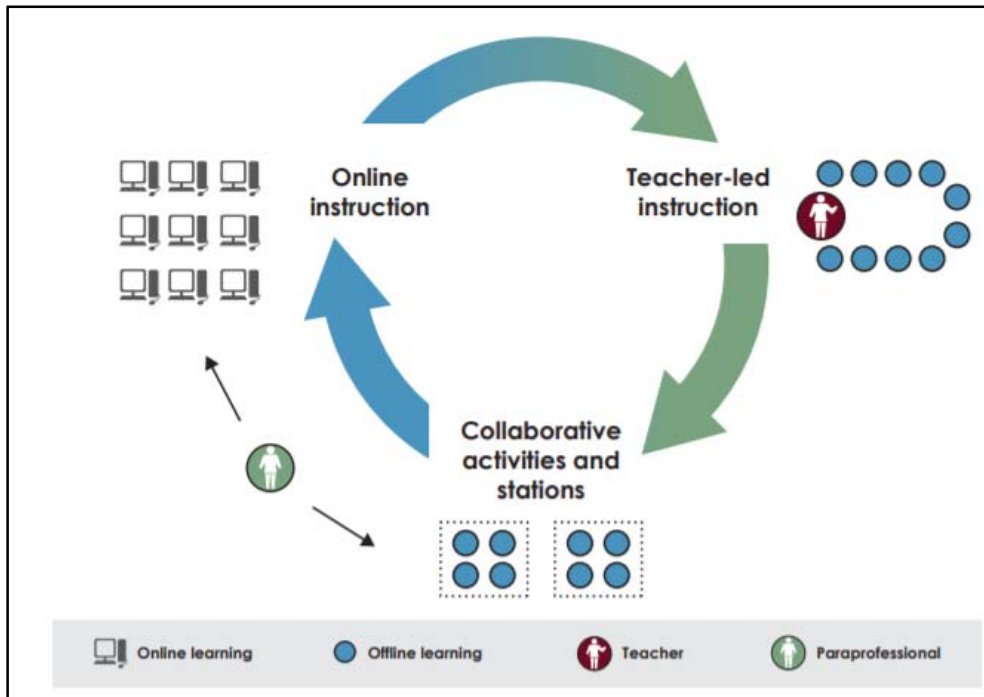 Online
instruction
Teacher-led
instruction
Collaborative
activities and
stations
Online learning
Offline learning
Teacher
Paraprofessional